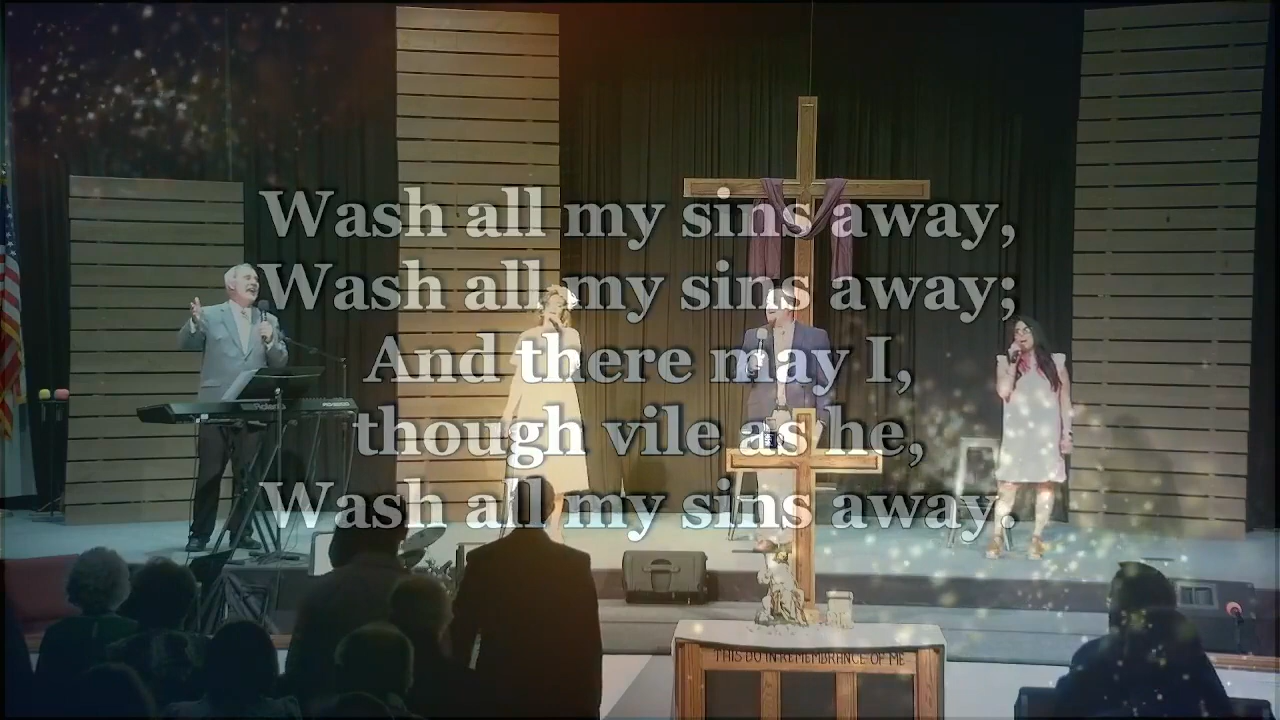 Wash all my sins away,
Wash all my sins away;
And there may I,
though vile as he,
Wash all my sins away.
THIS DO IN REMEMBRANCE OF ME